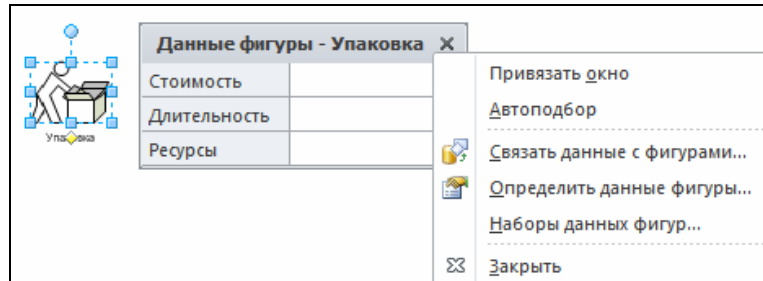 Данные фигуры - Упаковка
Стоимость
Длительность
Ресурсы
Упаковка
Привязать окно
Автоподбор
Связать данные с фигурами...
Определить данные фигуры...
Наборы данных фигур...
Закрыть